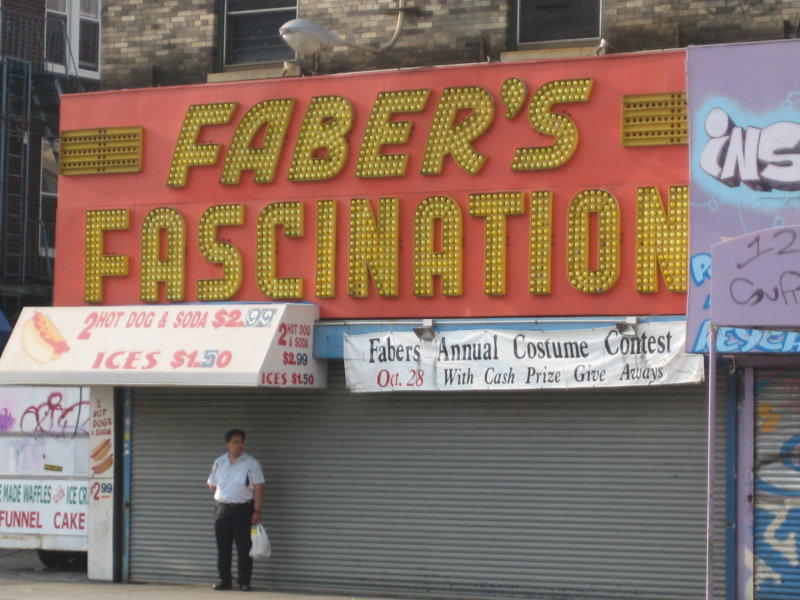 FABER'S
FASCINATION
2 HOT DOG & SODA $2.99
ICES $1.50
2 HOT DOG
& SODA
$2.99
ICES $1.50
Fabers Annual Costume Contest
Oct. 28 With Cash Prize Give Aways
INS
12
2
HOT
DOGS
SODA
$2.99
E MADE WAFFLES
ICE CR
FUNNEL CAKE